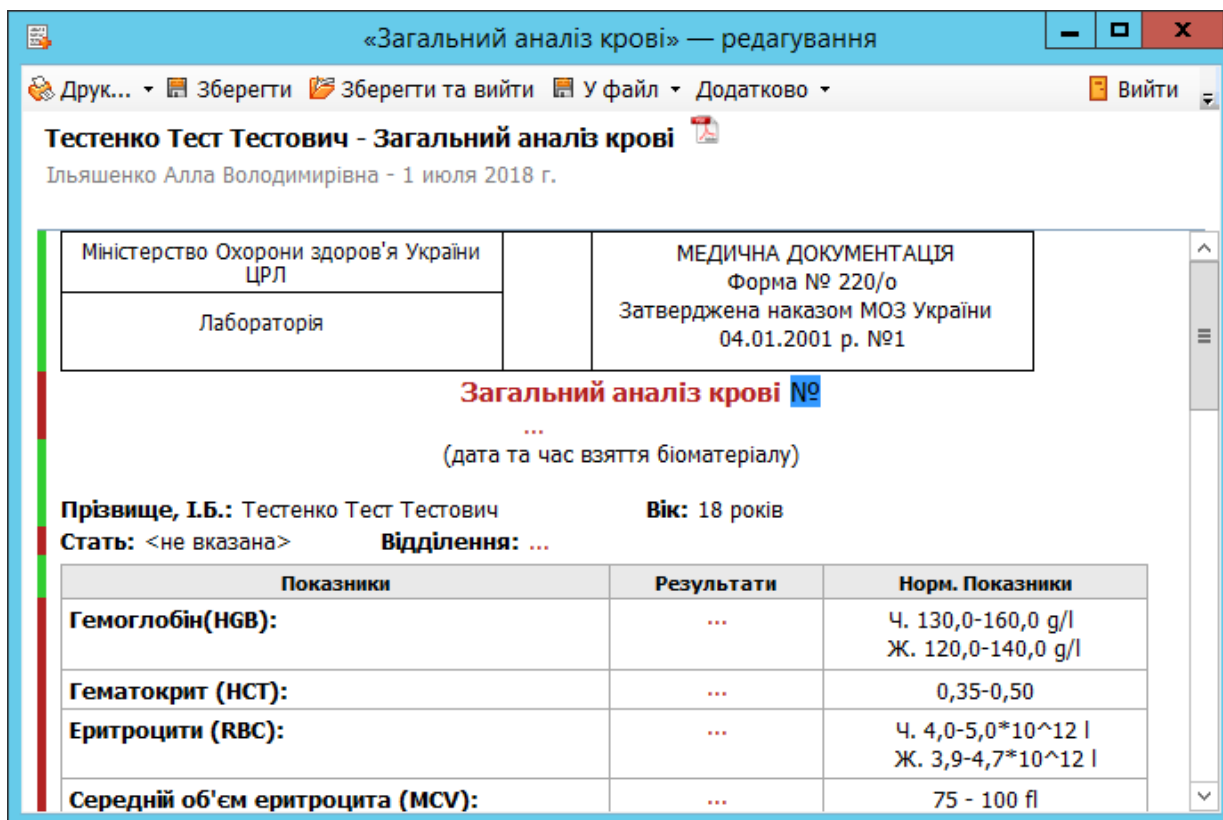 «Загальний аналіз крові» — редагування
Друк... Зберегти Зберегти та вийти У файл Додатково Вийти
Тестенко Тест Тестович - Загальний аналіз крові
Ільяшенко Алла Володимирівна - 1 июля 2018 г.
Міністерство Охорони здоров'я України
ЦРЛ
Лабораторія
МЕДИЧНА ДОКУМЕНТАЦІЯ
Форма № 220/о
Затверджена наказом МОЗ України
04.01.2001 р. №1
Загальний аналіз крові №
...
(дата та час взяття біоматеріалу)
Прізвище, І.Б.: Тестенко Тест Тестович Вік: 18 років
Стать: <не вказана> Відділення: ...
Показники Результати Норм. Показники
Гемоглобін(HGB): ... Ч. 130,0-160,0 g/l
Ж. 120,0-140,0 g/l
Гематокрит (HCT): ... 0,35-0,50
Еритроцити (RBC): ... Ч. 4,0-5,0*10^12 l
Ж. 3,9-4,7*10^12 l
Середній об'єм еритроцита (MCV): ... 75 - 100 fl